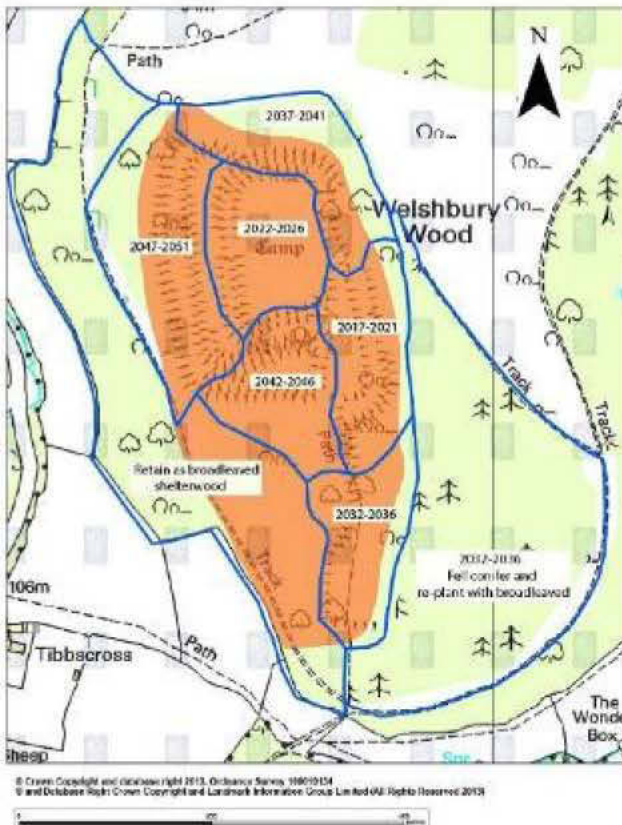 Path
N
2037-2041
Welshbury
Wood
2022-2026
Camp
2047-2051
2017-2021
Track
2042-2046
Track
Path
Retain as broadleaved
shelterwood
2032-2036
2032-2036
Fell conifer and
re-plant with broadleaved
Track
106m
Tibbscross
Path
The
Wonde
Box
Sheep
Spr
© Crown Copyright and database right 2013. Ordnance Survey 100019134
© and Database Right Crown Copyright and Landmark Information Group Limited (All Rights Reserved 2013)